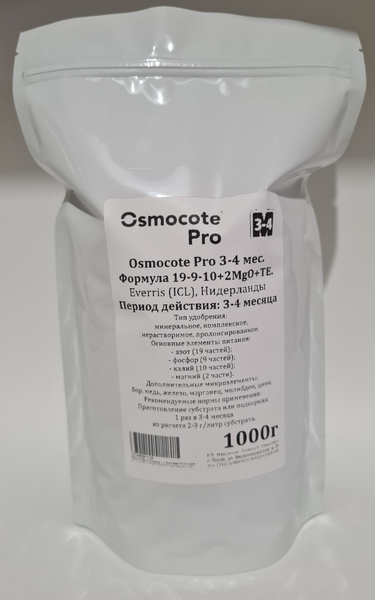 Osmocote
Pro
3-4
Osmocote Pro 3-4 мес.
Формула 19-9-10+2MgO+TE.
Everris (ICL), Нидерланды
Период действия: 3-4 месяца
Тип удобрения:
минеральное, комплексное,
нерастворимое, пролонгированное.
Основные элементы питания:
- азот (19 частей);
- фосфор (9 частей);
- калий (10 частей);
- магний (2 части).
Дополнительные микроэлементы:
бор, медь, железо, марганец, молибден, цинк.
Рекомендуемые нормы применения:
Приготовление субстрата или подкормка
1 раз в 3-4 месяца
из расчета 2-3 г/литр субстрата.
1000г